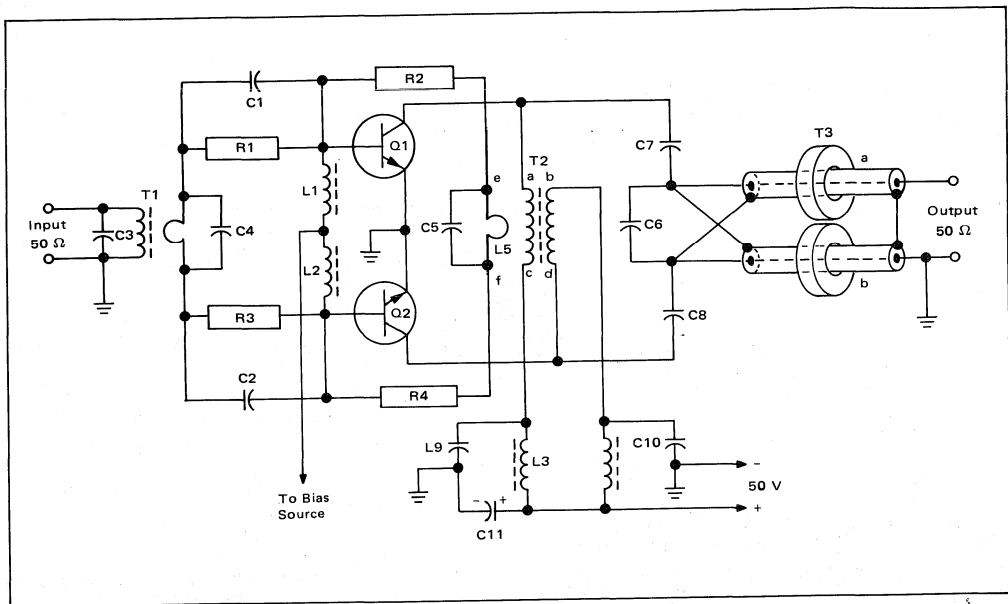 R2
C1
R1
Q1
C7
T3
a
T1
L1
e
T2
a
b
Input
50 Ω
C3
C4
C5
L5
C6
Output
50 Ω
L2
f
c
d
R3
Q2
C8
b
C2
R4
L9
L3
C10
−
50 V
To Bias
Source
− +
C11
+